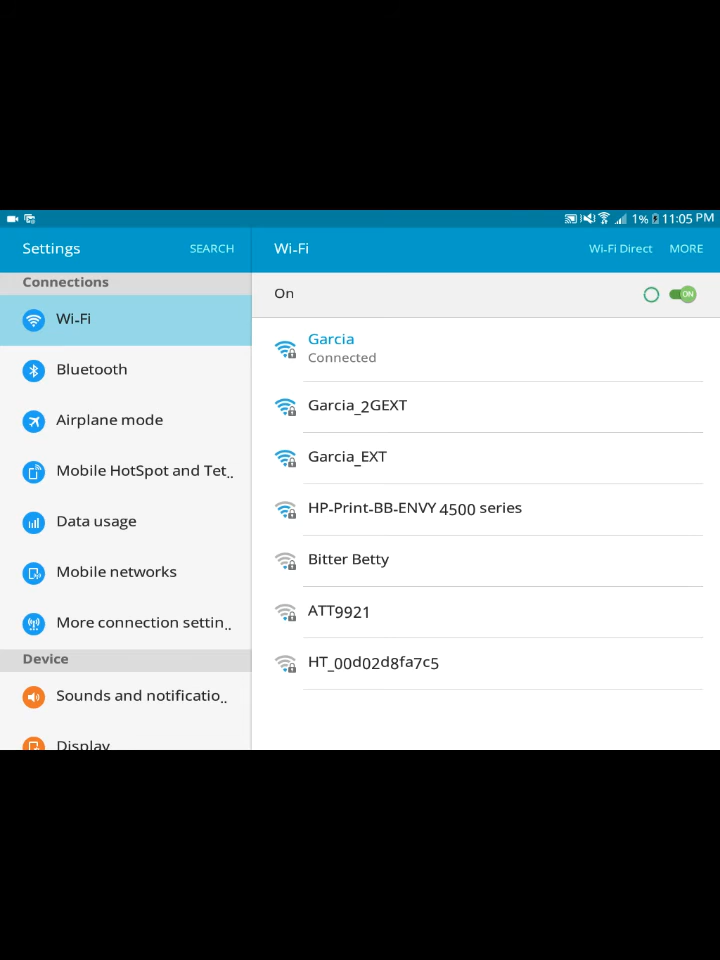 1% 11:05 PM
Settings SEARCH
Wi-Fi Wi-Fi Direct MORE
Connections
Wi-Fi
Bluetooth
Airplane mode
Mobile HotSpot and Tet..
Data usage
Mobile networks
More connection settin..
Device
Sounds and notificatio..
Display
On ON
Garcia
Connected
Garcia_2GEXT
Garcia_EXT
HP-Print-BB-ENVY 4500 series
Bitter Betty
ATT9921
HT_00d02d8fa7c5